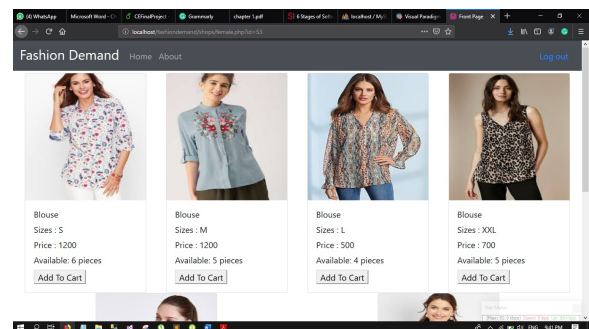 (4) WhatsApp
Microsoft Word - Ch
CEFinalProject
Grammarly
chapter 1.pdf
6 Stages of Softw
localhost / MyS
Visual Paradigm
Front Page
localhost/fashiondemand/shops/female.php?id=53
Fashion Demand Home About Log out
Blouse
Sizes : S
Price : 1200
Available: 6 pieces
Add To Cart
Blouse
Sizes : M
Price : 1200
Available: 5 pieces
Add To Cart
Blouse
Sizes : L
Price : 500
Available: 4 pieces
Add To Cart
Blouse
Sizes : XXL
Price : 700
Available: 5 pieces
Add To Cart
ENG 9:41 PM